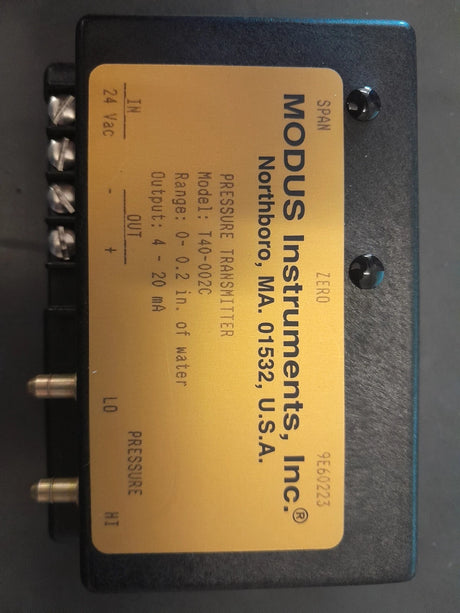 SPAN ZERO 9E60223
MODUS Instruments, Inc.®
Northboro, MA. 01532, U.S.A.
PRESSURE TRANSMITTER
Model: T40-002C
Range: 0- 0.2 in. of water
Output: 4 - 20 mA
IN OUT PRESSURE
24 Vac - + LO HI